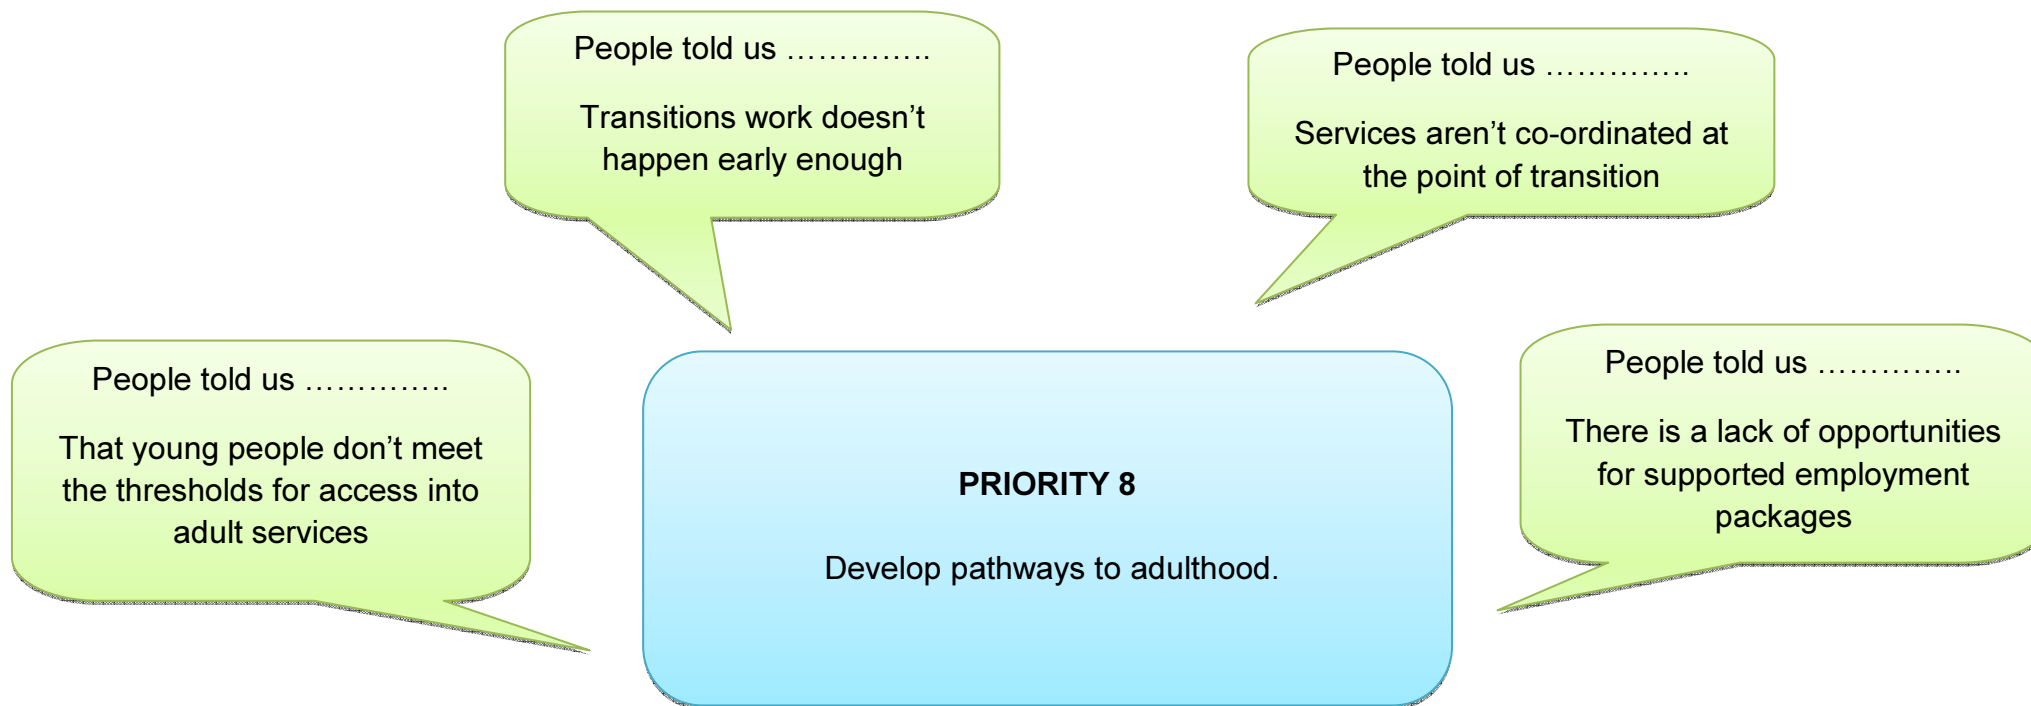 People told us …………..
Transitions work doesn’t
happen early enough
People told us …………..
Services aren’t co-ordinated at
the point of transition
People told us …………..
That young people don’t meet
the thresholds for access into
adult services
PRIORITY 8
Develop pathways to adulthood.
People told us …………..
There is a lack of opportunities
for supported employment
packages